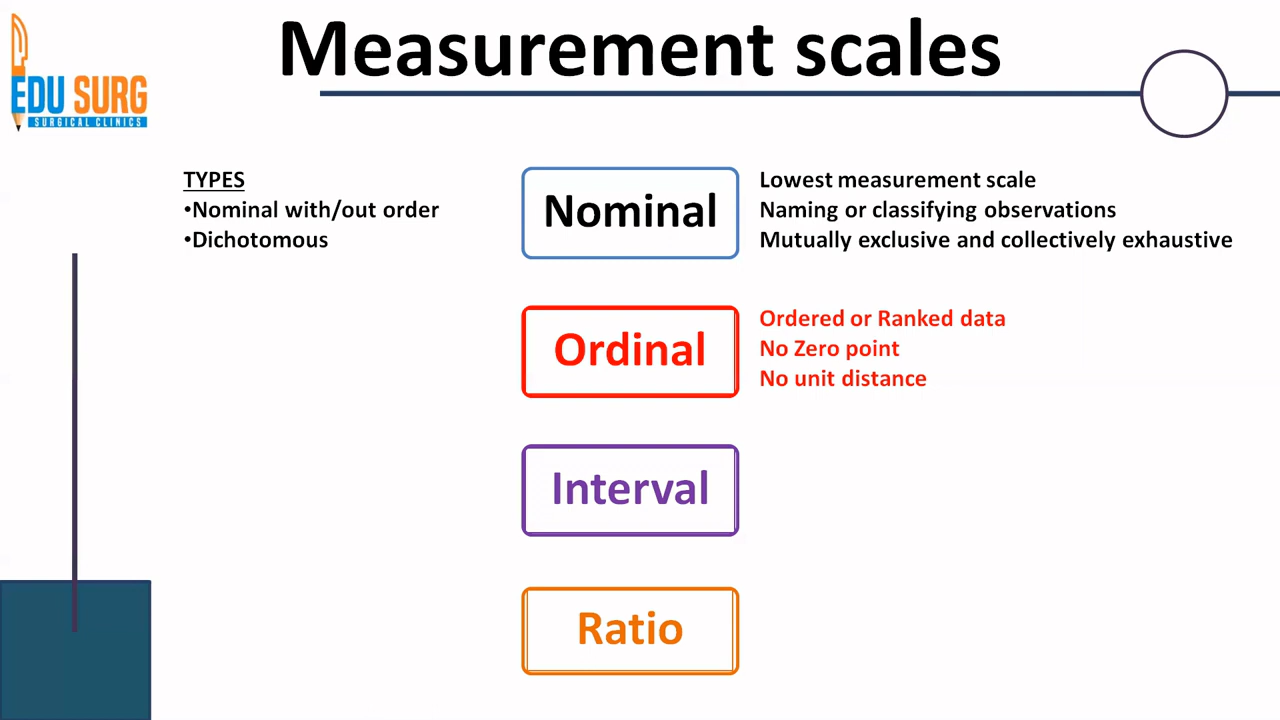 Measurement scales
EDU SURG
SURGICAL CLINICS
TYPES
•Nominal with/out order
•Dichotomous
Nominal
Lowest measurement scale
Naming or classifying observations
Mutually exclusive and collectively exhaustive
Ordinal
Ordered or Ranked data
No Zero point
No unit distance
Interval
Ratio